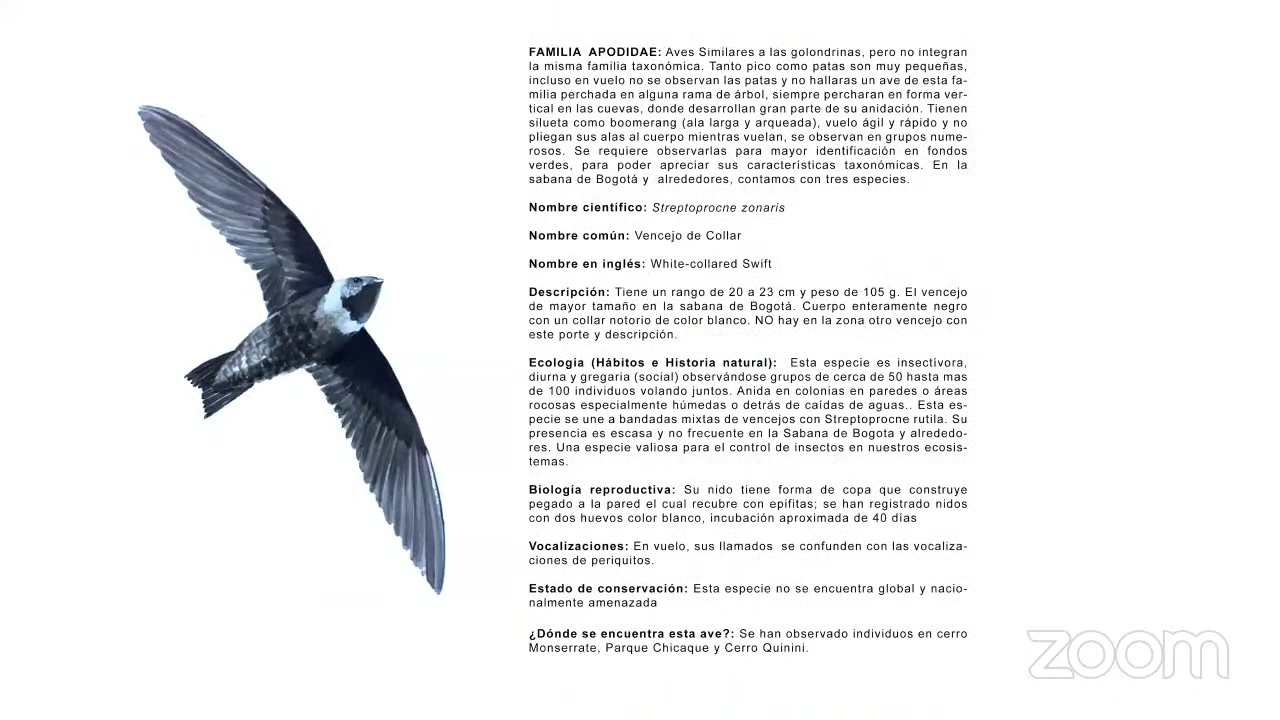 FAMILIA APODIDAE: Aves Similares a las golondrinas, pero no integran
la misma familia taxonómica. Tanto pico como patas son muy pequeñas,
incluso en vuelo no se observan las patas y no hallaras un ave de esta fa-
milia perchada en alguna rama de árbol, siempre percharan en forma ver-
tical en las cuevas, donde desarrollan gran parte de su anidación. Tienen
silueta como boomerang (ala larga y arqueada), vuelo ágil y rápido y no
pliegan sus alas al cuerpo mientras vuelan, se observan en grupos nume-
rosos. Se requiere observarlas para mayor identificación en fondos
verdes, para poder apreciar sus características taxonómicas. En la
sabana de Bogotá y alrededores, contamos con tres especies.
Nombre científico: Streptoprocne zonaris
Nombre común: Vencejo de Collar
Nombre en inglés: White-collared Swift
Descripción: Tiene un rango de 20 a 23 cm y peso de 105 g. El vencejo
de mayor tamaño en la sabana de Bogotá. Cuerpo enteramente negro
con un collar notorio de color blanco. NO hay en la zona otro vencejo con
este porte y descripción.
Ecología (Hábitos e Historia natural): Esta especie es insectívora,
diurna y gregaria (social) observándose grupos de cerca de 50 hasta mas
de 100 individuos volando juntos. Anida en colonias en paredes o áreas
rocosas especialmente húmedas o detrás de caídas de aguas.. Esta es-
pecie se une a bandadas mixtas de vencejos con Streptoprocne rutila. Su
presencia es escasa y no frecuente en la Sabana de Bogota y alrededo-
res. Una especie valiosa para el control de insectos en nuestros ecosis-
temas.
Biología reproductiva: Su nido tiene forma de copa que construye
pegado a la pared el cual recubre con epifitas; se han registrado nidos
con dos huevos color blanco, incubación aproximada de 40 días
Vocalizaciones: En vuelo, sus llamados se confunden con las vocaliza-
ciones de periquitos.
Estado de conservación: Esta especie no se encuentra global y nacio-
nalmente amenazada
¿Dónde se encuentra esta ave?: Se han observado individuos en cerro
Monserrate, Parque Chicaque y Cerro Quinini.
zoom